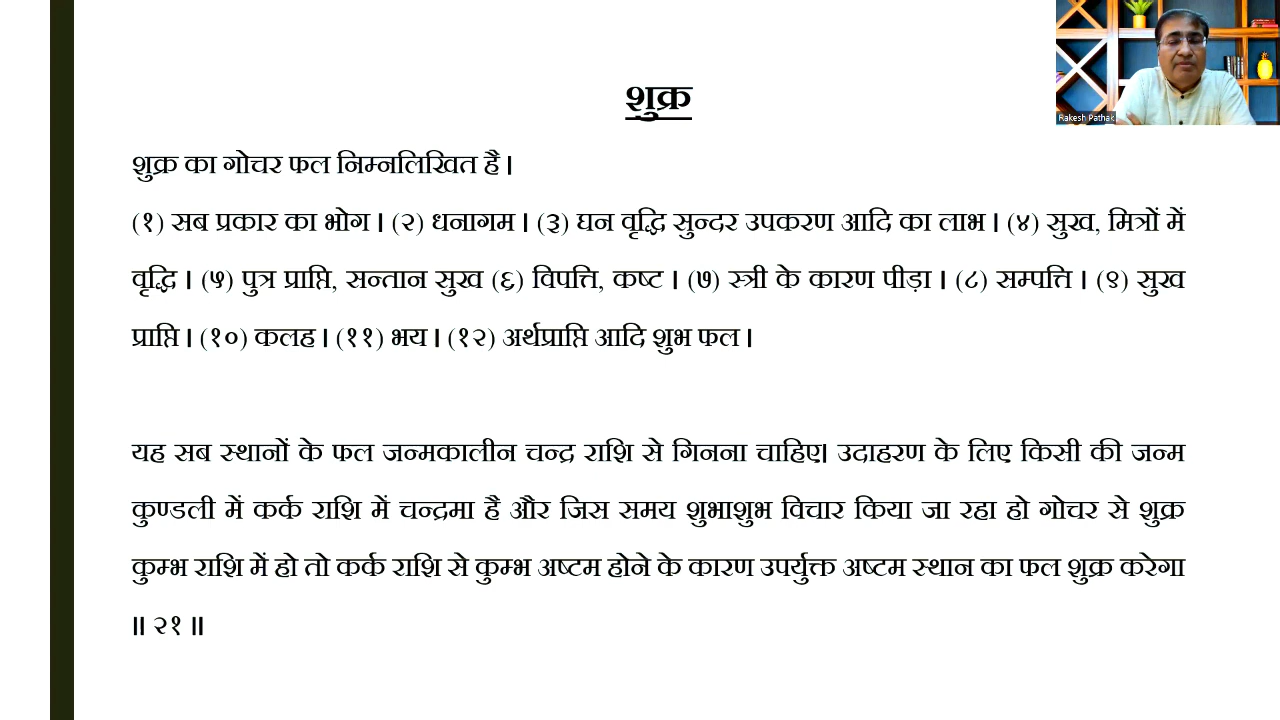 शुक्र
शुक्र का गोचर फल निम्नलिखित है ।
(१) सब प्रकार का भोग । (२) धनागम । (३) घन वृद्धि सुन्दर उपकरण आदि का लाभ । (४) सुख, मित्रों में
वृद्धि । (५) पुत्र प्राप्ति, सन्तान सुख (६) विपत्ति, कष्ट । (७) स्त्री के कारण पीड़ा । (८) सम्पत्ति । (९) सुख
प्राप्ति । (१०) कलह । (११) भय । (१२) अर्थप्राप्ति आदि शुभ फल ।
यह सब स्थानों के फल जन्मकालीन चन्द्र राशि से गिनना चाहिए। उदाहरण के लिए किसी की जन्म
कुण्डली में कर्क राशि में चन्द्रमा है और जिस समय शुभाशुभ विचार किया जा रहा हो गोचर से शुक्र
कुम्भ राशि में हो तो कर्क राशि से कुम्भ अष्टम होने के कारण उपर्युक्त अष्टम स्थान का फल शुक्र करेगा
॥ २१ ॥
Rakesh Pathak